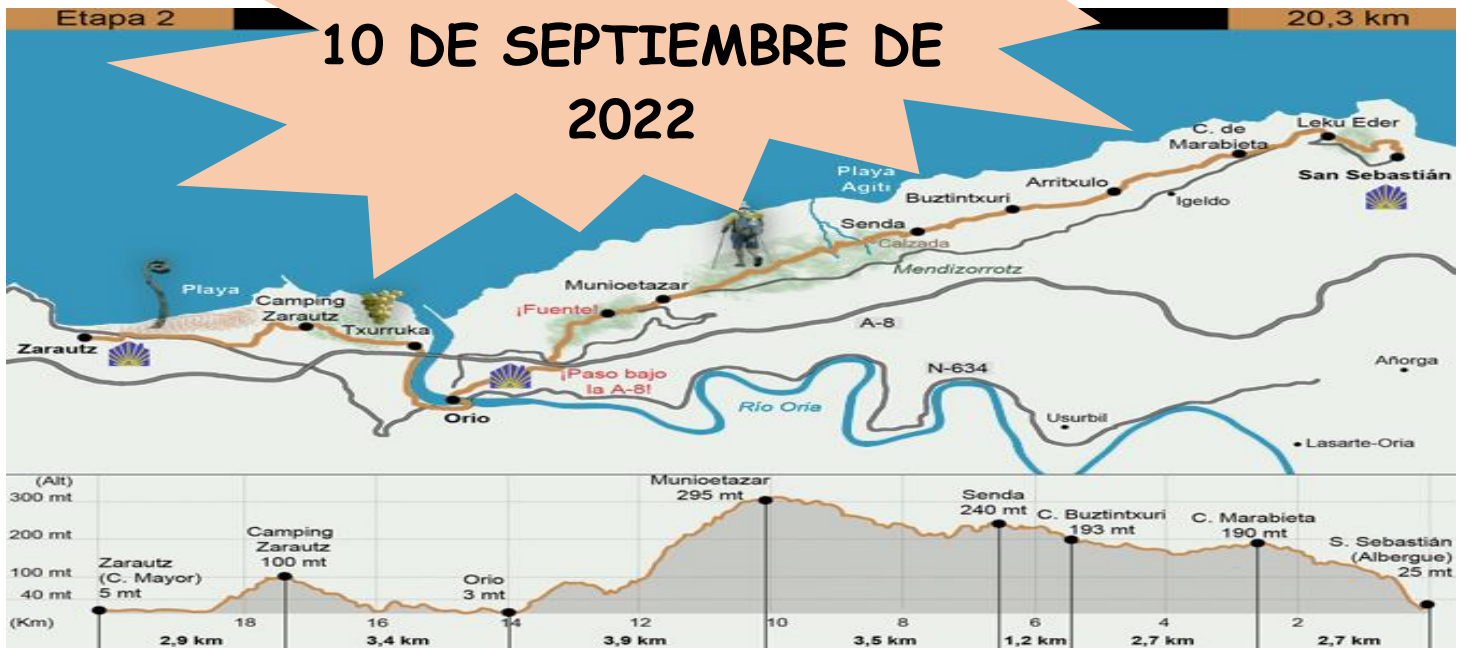 Etapa 2
20,3 km
10 DE SEPTIEMBRE DE
2022
Leku Eder
C. de
Marabieta
San Sebastián
Playa
Agiti
Arritxulo
Igeldo
Buztintxuri
Senda
Calzada
Mendizorrotz
Munioetazar
¡Fuente!
Playa
Camping
Zarautz
Txurruka
Zarautz
A-8
¡Paso bajo
la A-8!
N-634
Añorga
Orio
Río Oria
Usurbil
Lasarte-Oria
(Alt)
300 mt
200 mt
100 mt
40 mt
(Km)
Zarautz
(C. Mayor)
5 mt
Camping
Zarautz
100 mt
Orio
3 mt
Munioetazar
295 mt
Senda
240 mt
C. Buztintxuri
193 mt
C. Marabieta
190 mt
S. Sebastián
(Albergue)
25 mt
18 16 14 12 10 8 6 4 2
2,9 km 3,4 km 3,9 km 3,5 km 1,2 km 2,7 km 2,7 km